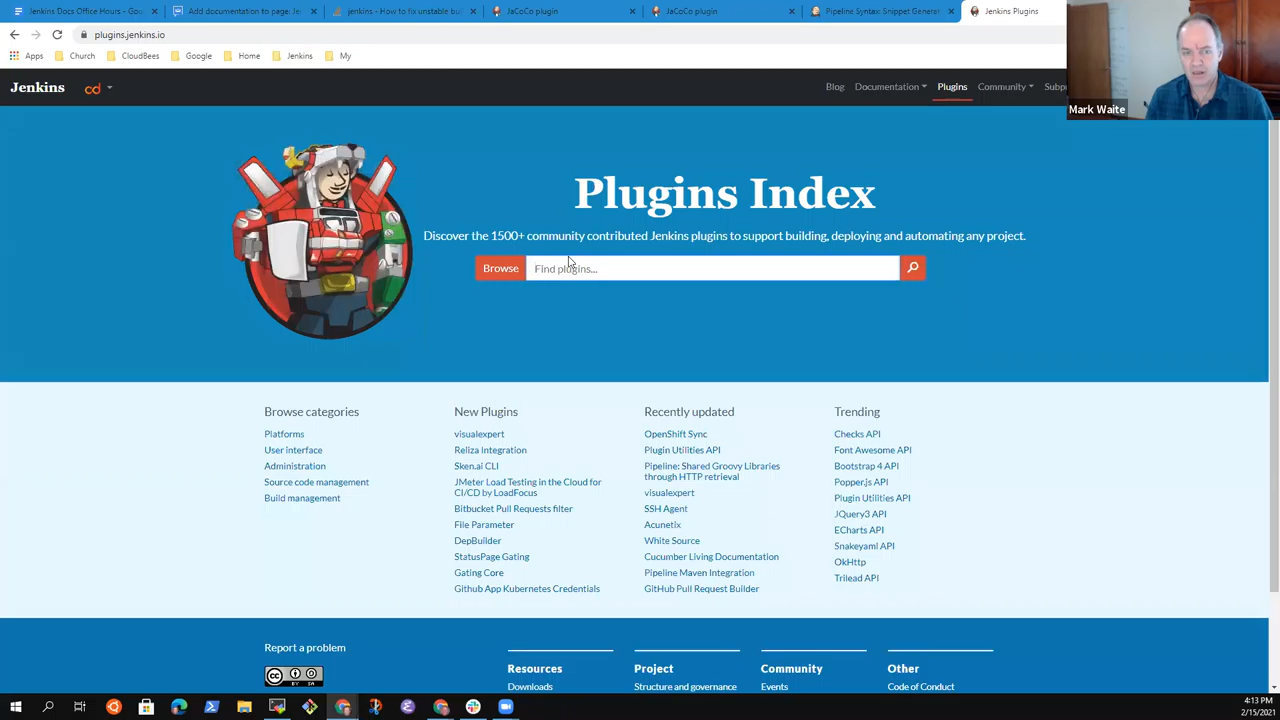 Jenkins Docs Office Hours - Goo
Add documentation to page: Je
jenkins - How to fix unstable bu
JaCoCo plugin
JaCoCo plugin
Pipeline Syntax: Snippet Genera
Jenkins Plugins
plugins.jenkins.io
Apps
Church
CloudBees
Google
Home
Jenkins
My
Jenkins
cd
Blog
Documentation
Plugins
Community
Subp
Mark Waite
Plugins Index
Discover the 1500+ community contributed Jenkins plugins to support building, deploying and automating any project.
Browse
Find plugins...
Browse categories
Platforms
User interface
Administration
Source code management
Build management
New Plugins
visualexpert
Reliza Integration
Sken.ai CLI
JMeter Load Testing in the Cloud for
CI/CD by LoadFocus
Bitbucket Pull Requests filter
File Parameter
DepBuilder
StatusPage Gating
Gating Core
Github App Kubernetes Credentials
Recently updated
OpenShift Sync
Plugin Utilities API
Pipeline: Shared Groovy Libraries
through HTTP retrieval
visualexpert
SSH Agent
Acunetix
White Source
Cucumber Living Documentation
Pipeline Maven Integration
GitHub Pull Request Builder
Trending
Checks API
Font Awesome API
Bootstrap 4 API
Popper.js API
Plugin Utilities API
JQuery3 API
ECharts API
Snakeyaml API
OkHttp
Trilead API
Report a problem
cc
BY SA
Resources
Downloads
Project
Structure and governance
Community
Events
Other
Code of Conduct
4:13 PM
2/15/2021